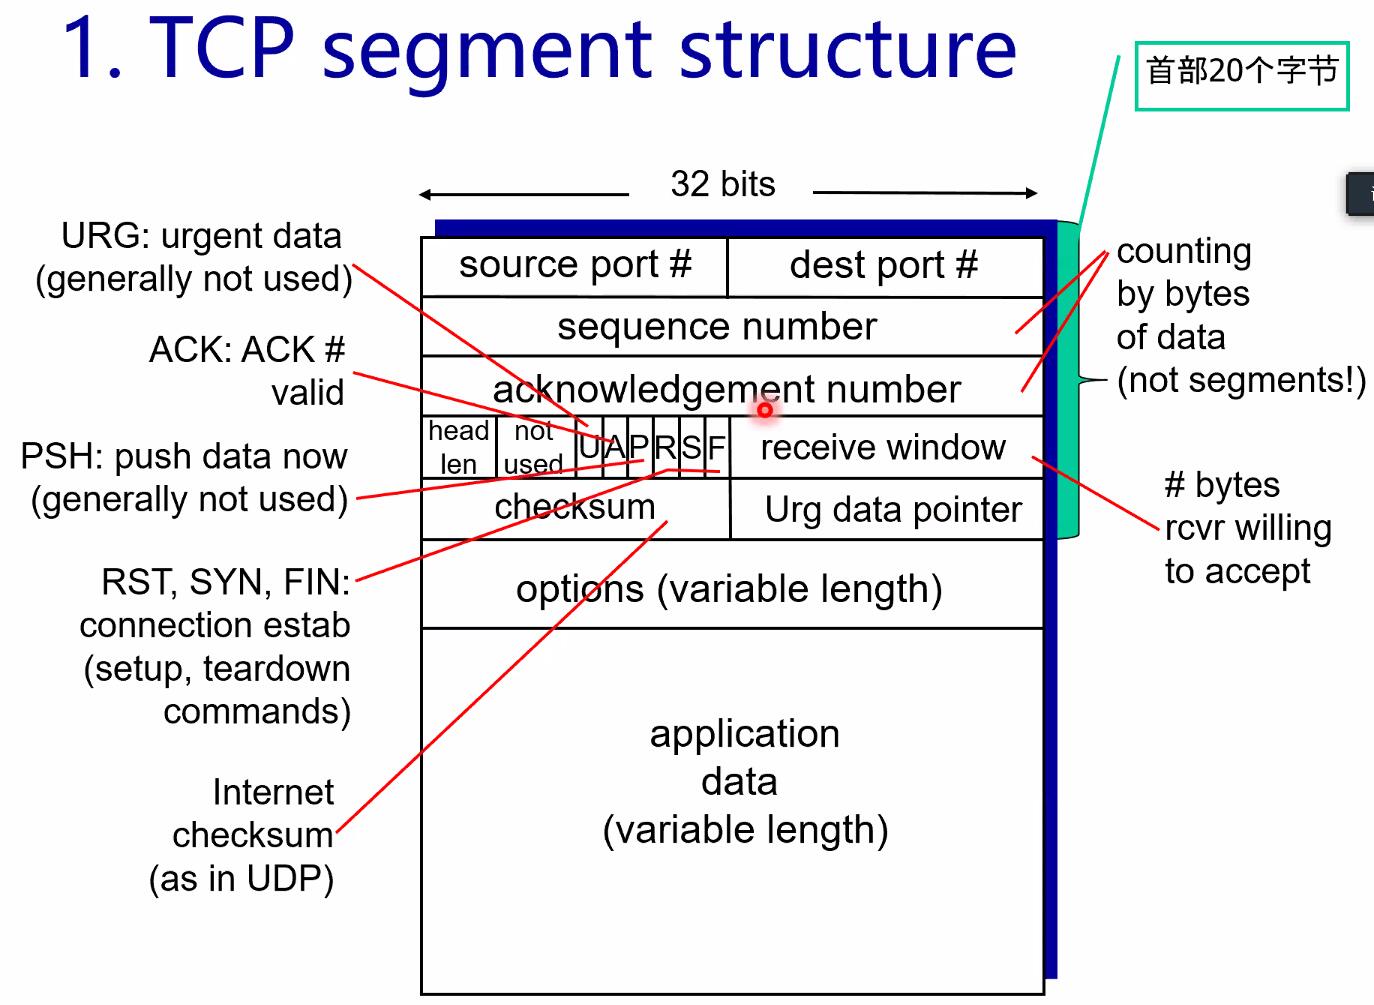 1. TCP segment structure
首部20个字节
32 bits
URG: urgent data
(generally not used)
ACK: ACK #
valid
PSH: push data now
(generally not used)
RST, SYN, FIN:
connection estab
(setup, teardown
commands)
Internet
checksum
(as in UDP)
source port #
dest port #
sequence number
acknowledgement number
head
len
not
used
U
A
P
R
S
F
receive window
checksum
Urg data pointer
options (variable length)
application
data
(variable length)
counting
by bytes
of data
(not segments!)
# bytes
rcvr willing
to accept